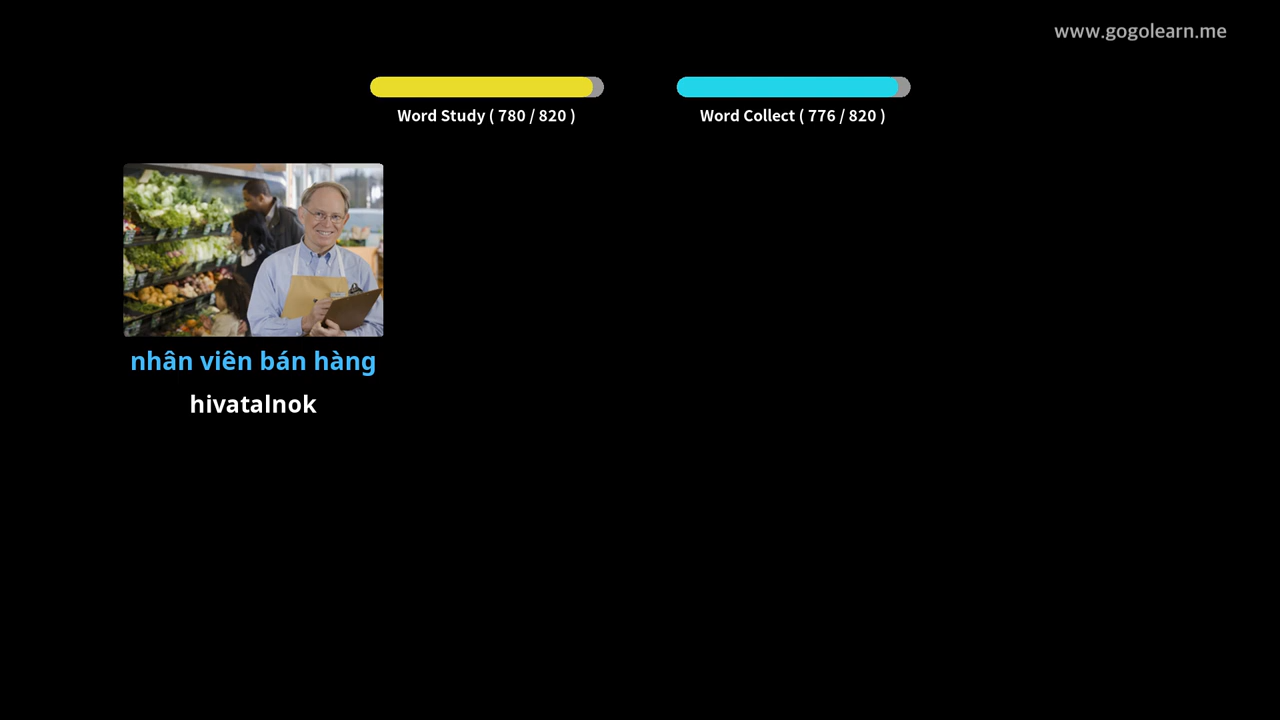 www.gogolearn.me
Word Study ( 780 / 820 )
Word Collect ( 776 / 820 )
nhân viên bán hàng
hivatalnok